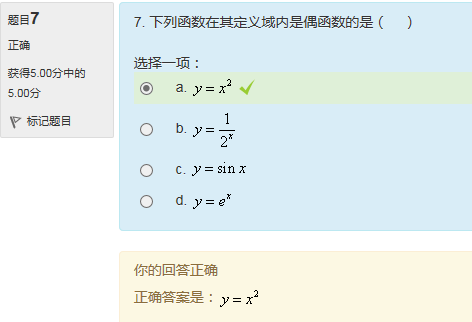 题目7
正确
获得5.00分中的
5.00分
标记题目
7. 下列函数在其定义域内是偶函数的是（　）
选择一项：
a. y = x²
b. y = 1/2ˣ
c. y = sin x
d. y = eˣ
你的回答正确
正确答案是： y = x²